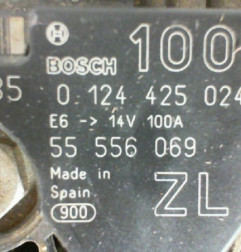 BOSCH 100
35 0 124 425 024
E6 -> 14V 100A
55 556 069
Made in
Spain ZL
900